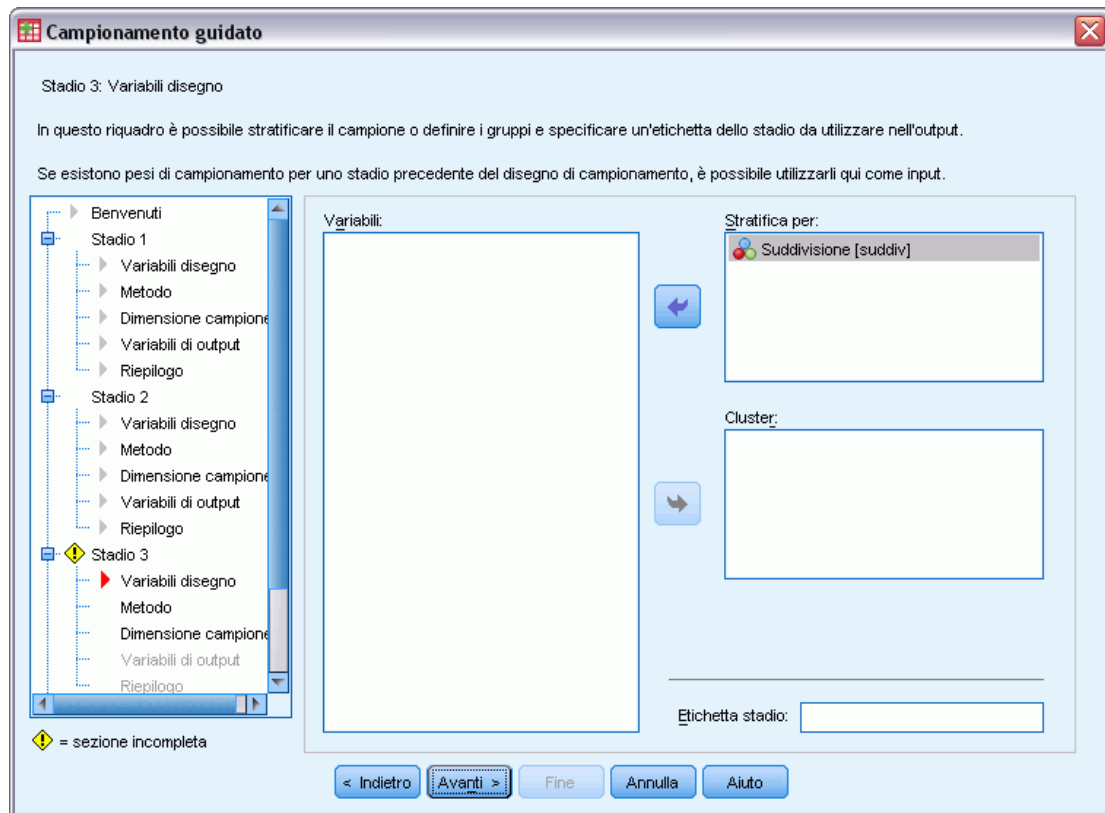 Campionamento guidato
Stadio 3: Variabili disegno
In questo riquadro è possibile stratificare il campione o definire i gruppi e specificare un'etichetta dello stadio da utilizzare nell'output.
Se esistono pesi di campionamento per uno stadio precedente del disegno di campionamento, è possibile utilizzarli qui come input.
Benvenuti
Stadio 1
Variabili disegno
Metodo
Dimensione campione
Variabili di output
Riepilogo
Stadio 2
Variabili disegno
Metodo
Dimensione campione
Variabili di output
Riepilogo
Stadio 3
Variabili disegno
Metodo
Dimensione campione
Variabili di output
Riepilogo
! = sezione incompleta
Variabili:
Stratifica per:
Suddivisione [suddiv]
Cluster:
Etichetta stadio:
< Indietro
Avanti >
Fine
Annulla
Aiuto